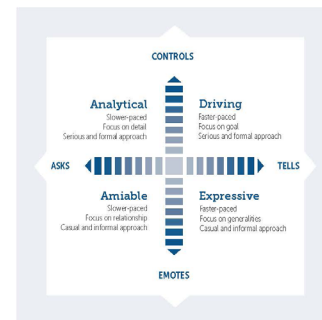 CONTROLS
Analytical
Slower-paced
Focus on detail
Serious and formal approach
Driving
Faster-paced
Focus on goal
Serious and formal approach
ASKS
TELLS
Amiable
Slower-paced
Focus on relationship
Casual and informal approach
Expressive
Faster-paced
Focus on generalities
Casual and informal approach
EMOTES